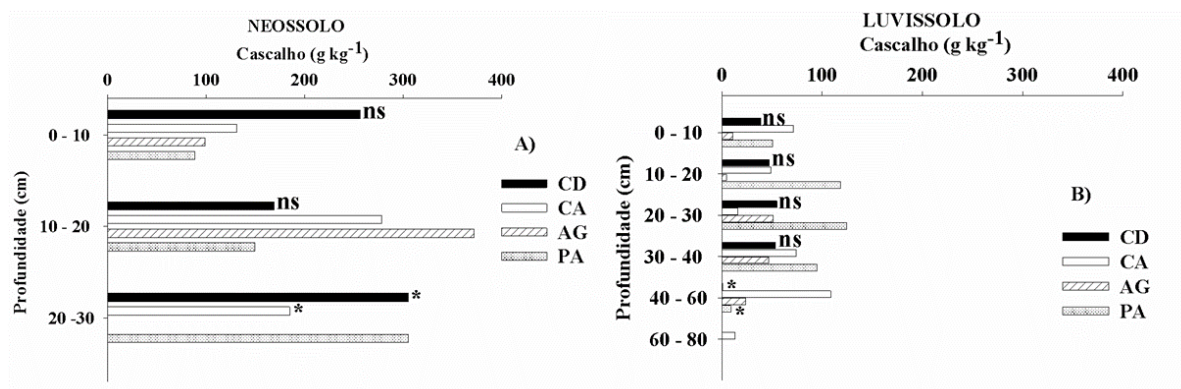 NEOSSOLO
Cascalho (g kg⁻¹)
0 100 200 300 400
Profundidade (cm)
0 - 10
10 - 20
20 -30
ns
ns
*
*
A)
CD
CA
AG
PA
LUVISSOLO
Cascalho (g kg⁻¹)
0 100 200 300 400
Profundidade (cm)
0 - 10
10 - 20
20 - 30
30 - 40
40 - 60
60 - 80
ns
ns
ns
ns
*
*
B)
CD
CA
AG
PA